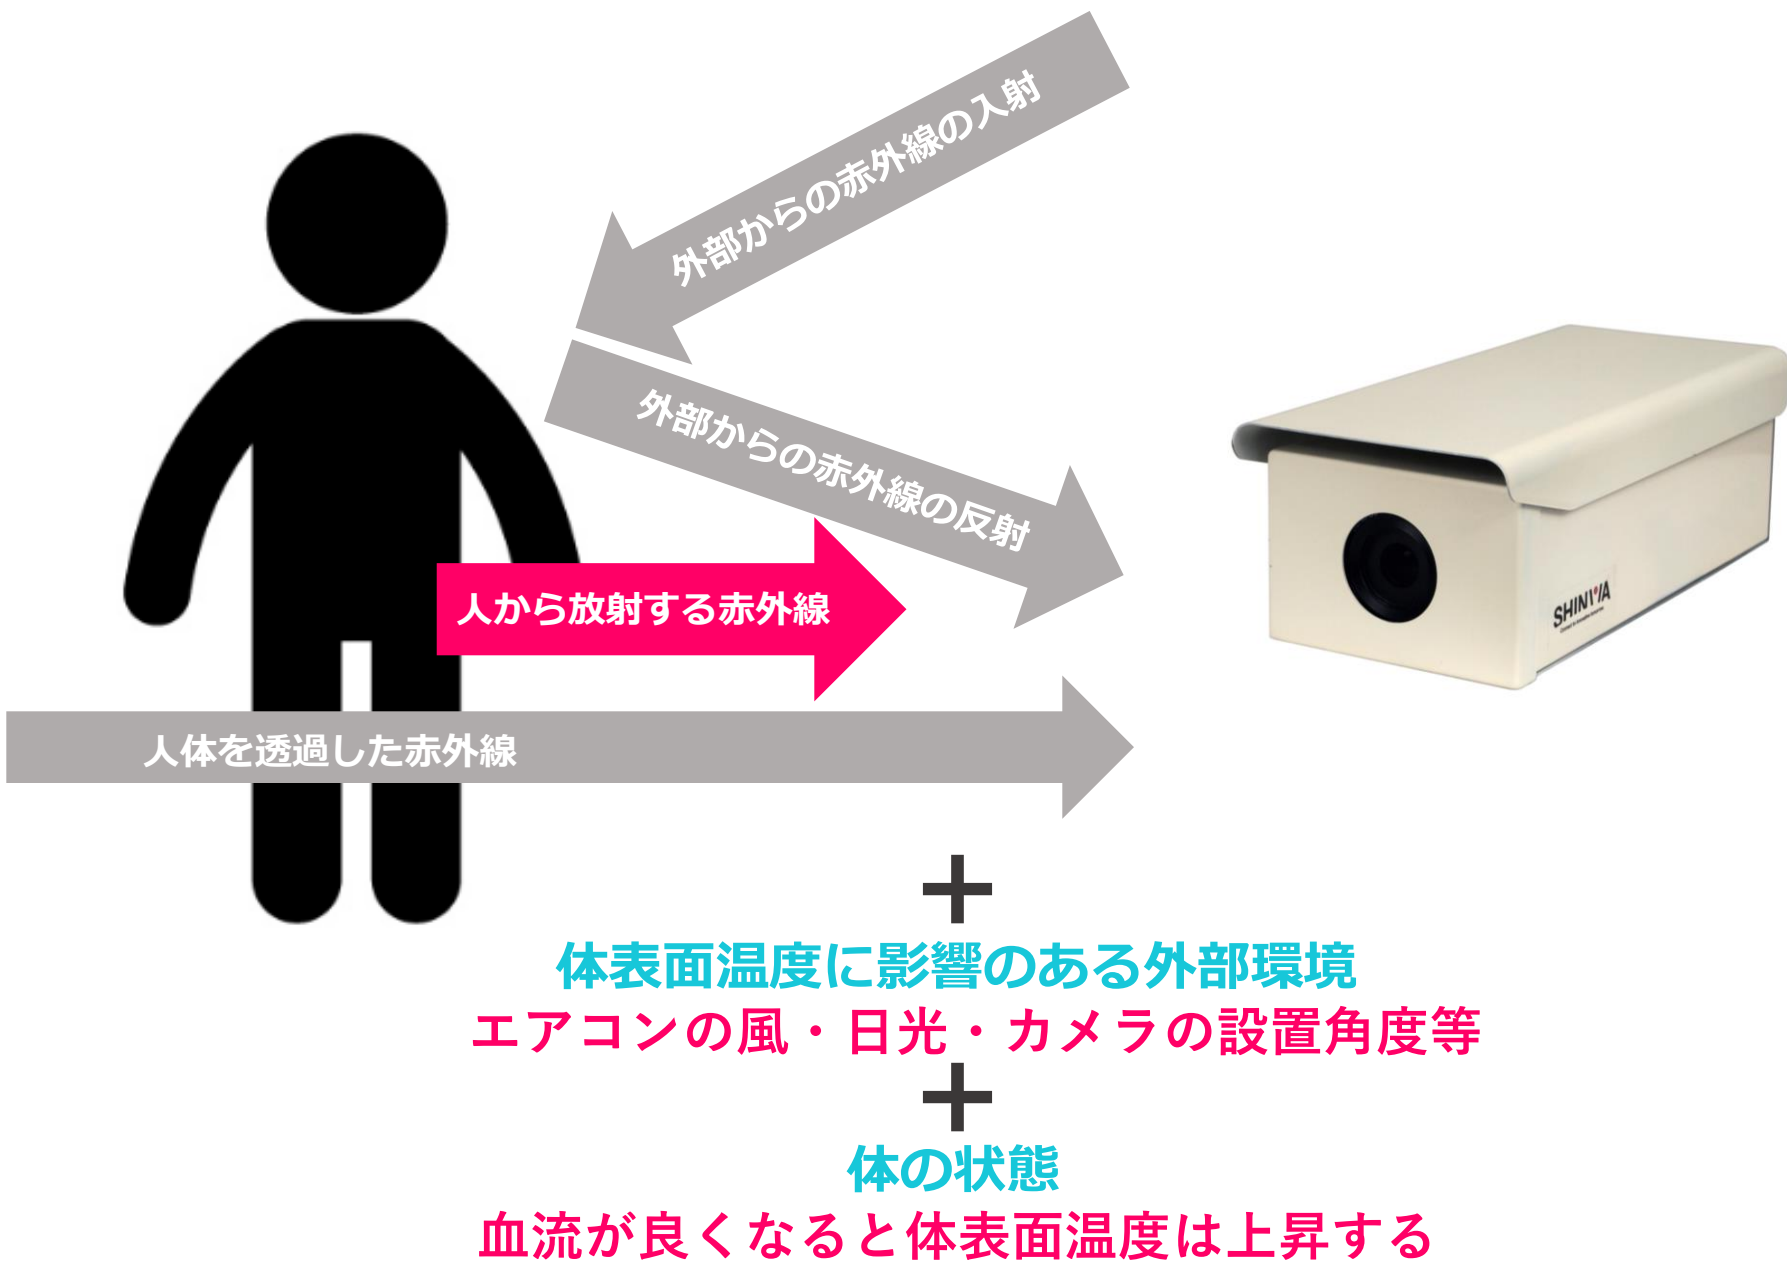 外部からの赤外線の入射
外部からの赤外線の反射
人から放射する赤外線
SHINWA
人体を透過した赤外線
+
体表面温度に影響のある外部環境
エアコンの風・日光・カメラの設置角度等
+
体の状態
血流が良くなると体表面温度は上昇する